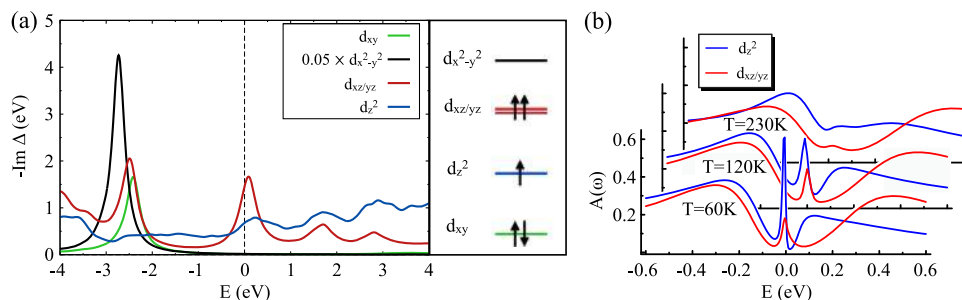 (a)
-Im Δ (eV)
5
4
3
2
1
0
-4 -3 -2 -1 0 1 2 3 4
E (eV)
d_xy
0.05 × d_x²-y²
d_xz/yz
d_z²
d_x²-y²
d_xz/yz
d_z²
d_xy
(b)
d_z²
d_xz/yz
T=230K
T=120K
T=60K
A(ω)
0.6
0.4
0.2
-0.6 -0.4 -0.2 0.0 0.2 0.4 0.6
E (eV)